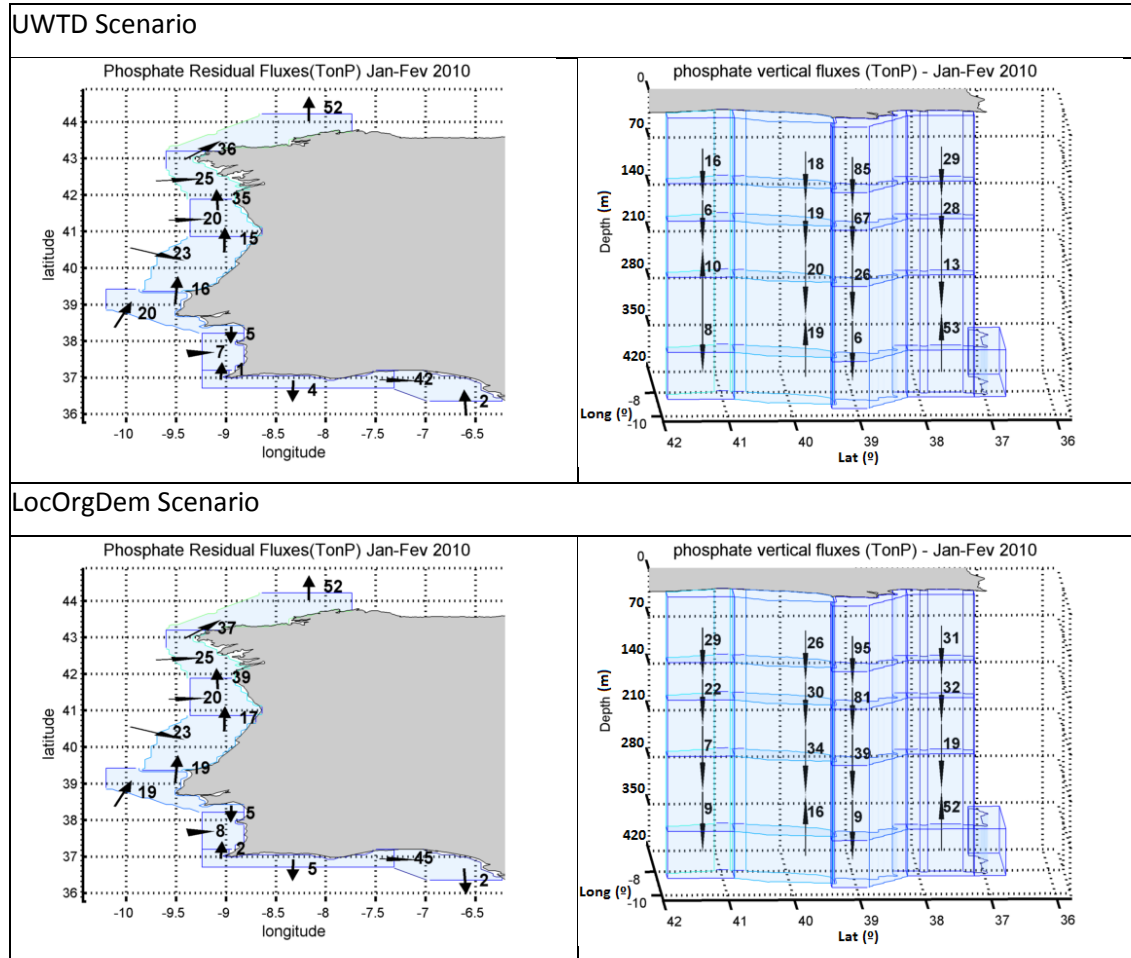 UWTD Scenario
Phosphate Residual Fluxes(TonP) Jan-Fev 2010
52
44
36
43
25
35
42
20
41
15
23
40
16
39
20
5
38
7
1
37
42
4
2
36
-10 -9.5 -9 -8.5 -8 -7.5 -7 -6.5
latitude
longitude
phosphate vertical fluxes (TonP) - Jan-Fev 2010
0
70
140
210
280
350
420
Depth (m)
16 18 85 29
6 19 67 28
10 20 26 13
8 19 6 53
-8
Long (º) -10
42 41 40 39 38 37 36
Lat (º)
LocOrgDem Scenario
Phosphate Residual Fluxes(TonP) Jan-Fev 2010
52
44
37
43
25
39
42
20
41
17
23
40
19
39
19
5
38
8
2
37
45
5
2
36
-10 -9.5 -9 -8.5 -8 -7.5 -7 -6.5
latitude
longitude
phosphate vertical fluxes (TonP) - Jan-Fev 2010
0
70
140
210
280
350
420
Depth (m)
29 26 95 31
22 30 81 32
7 34 39 19
9 16 9 52
-8
Long (º) -10
42 41 40 39 38 37 36
Lat (º)